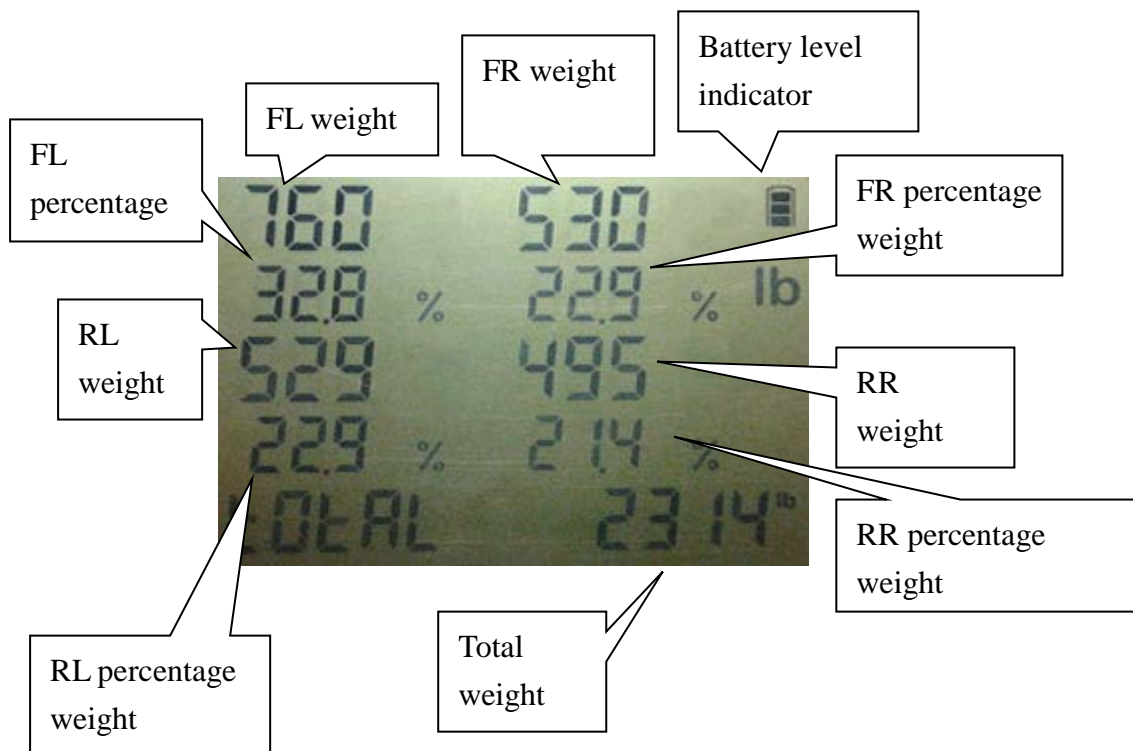 Battery level
indicator
FR weight
FL weight
FL
percentage
FR percentage
weight
760
530
32.8 %
22.9 %
lb
RL
weight
529
495
RR
weight
22.9 %
21.4 %
totAL
2314 lb
RR percentage
weight
Total
weight
RL percentage
weight